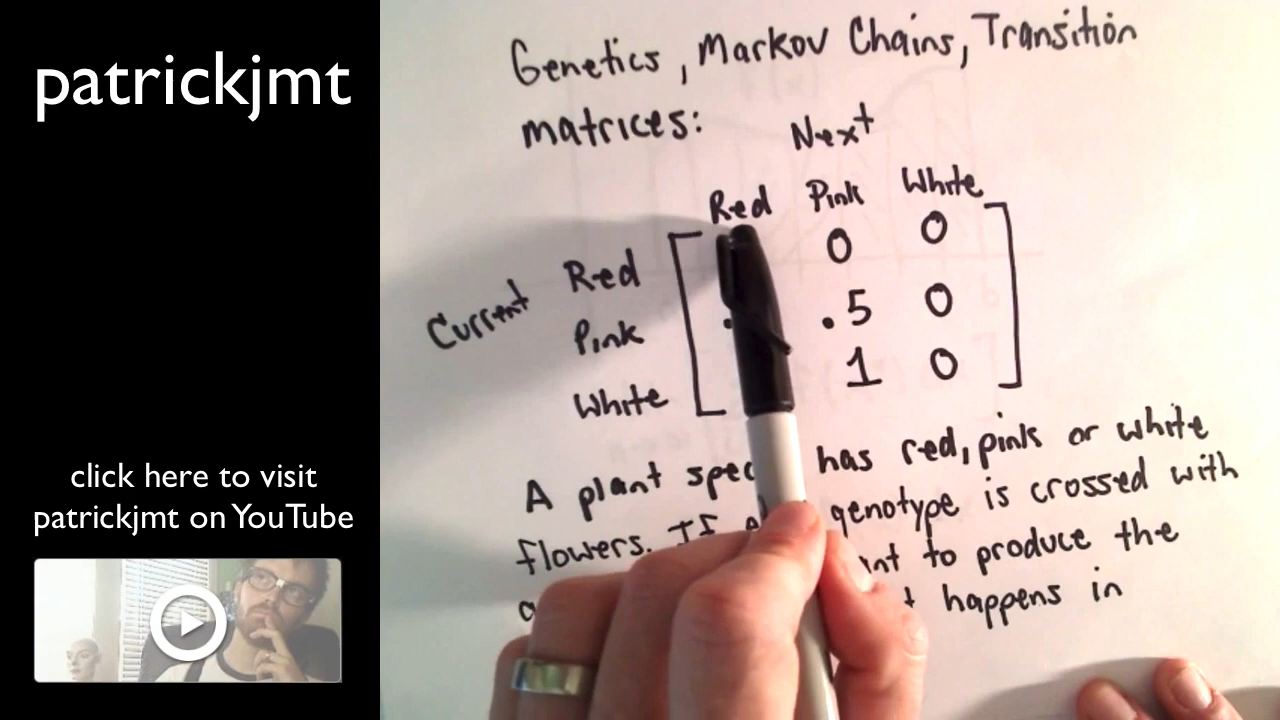 patrickjmt
click here to visit
patrickjmt on YouTube
Genetics, Markov Chains, Transition
matrices:
Next
Red Pink White
Current
Red 0 0
Pink . .5 0
White 1 0
A plant has red, pink or white
flowers. If genotype is crossed with
to produce the
happens in